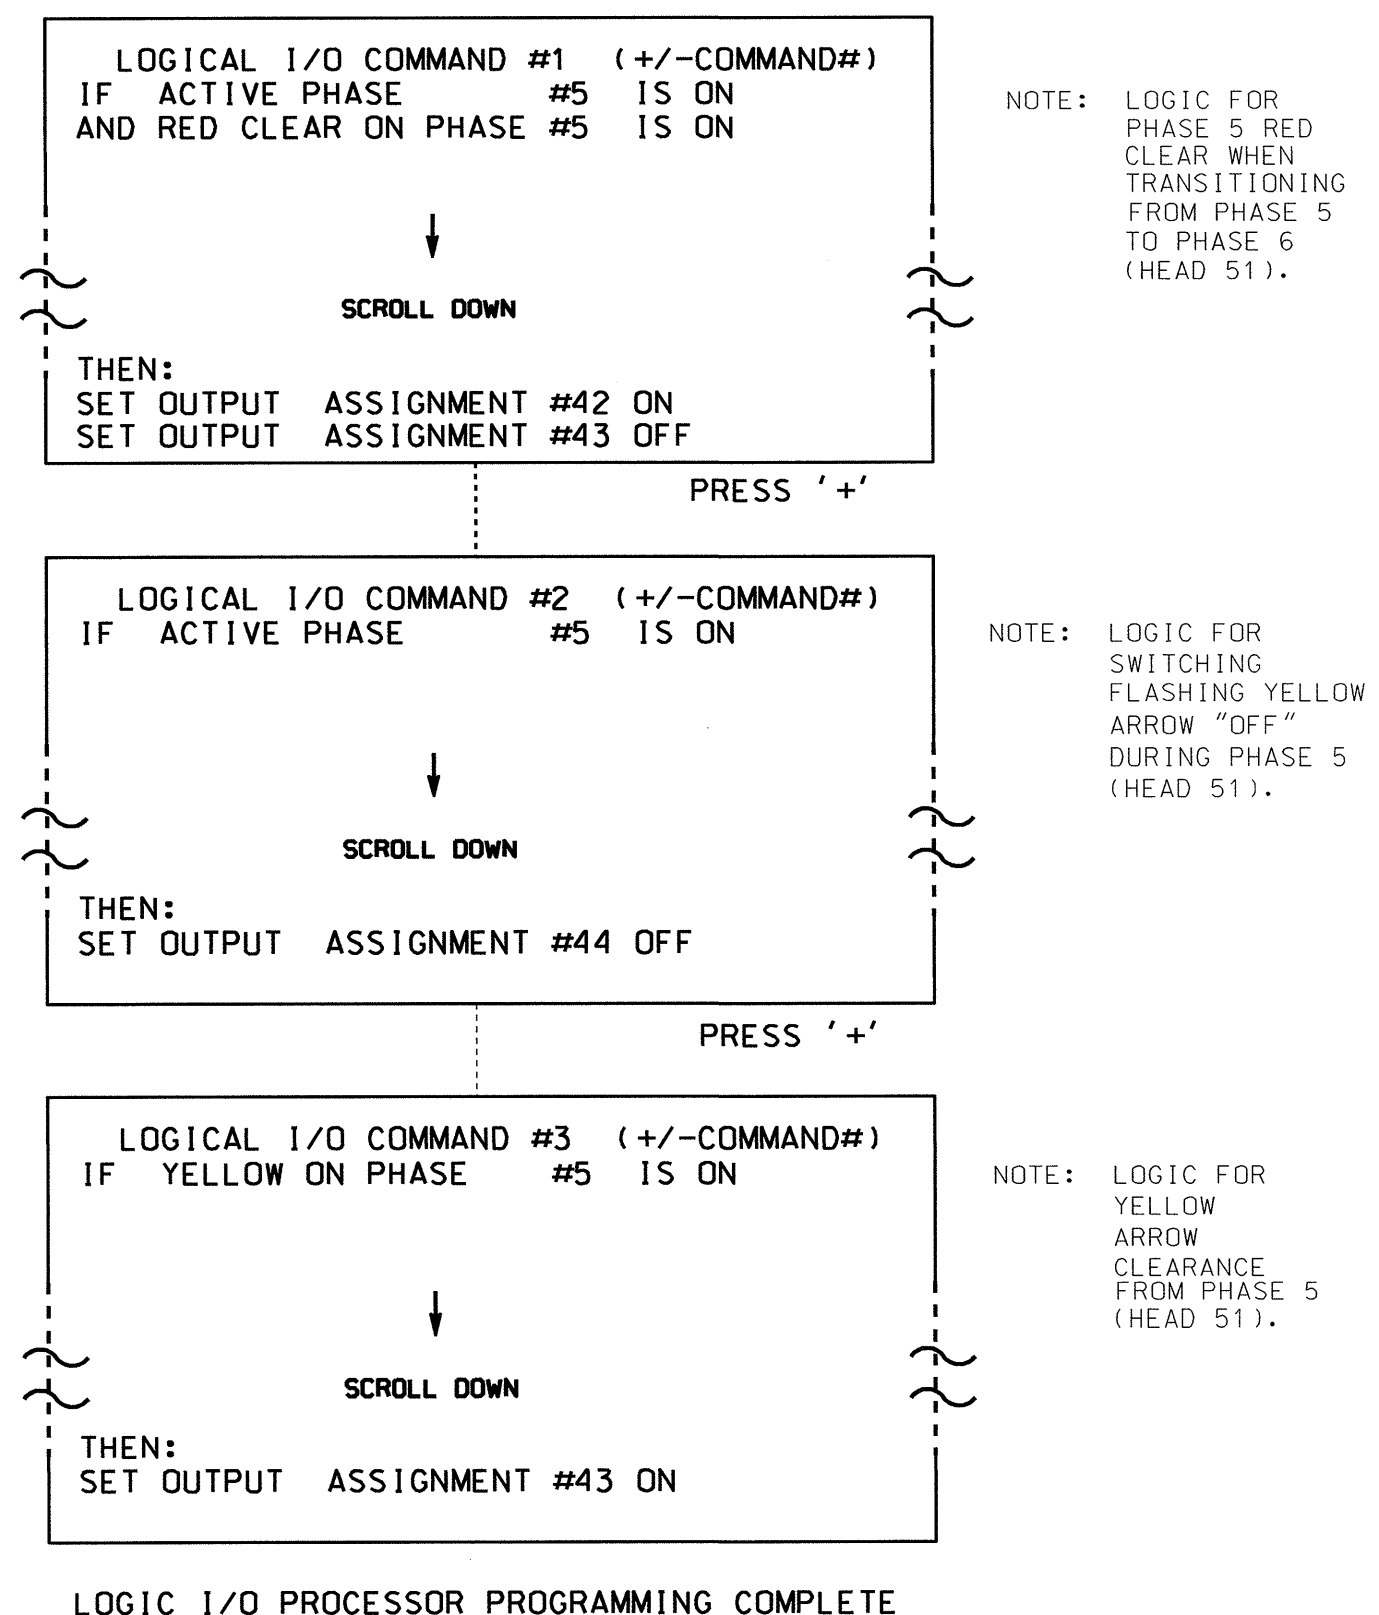 LOGICAL I/O COMMAND #1 (+/-COMMAND#)
IF ACTIVE PHASE #5 IS ON
AND RED CLEAR ON PHASE #5 IS ON
SCROLL DOWN
THEN:
SET OUTPUT ASSIGNMENT #42 ON
SET OUTPUT ASSIGNMENT #43 OFF
NOTE: LOGIC FOR
PHASE 5 RED
CLEAR WHEN
TRANSITIONING
FROM PHASE 5
TO PHASE 6
(HEAD 51).
PRESS '+'
LOGICAL I/O COMMAND #2 (+/-COMMAND#)
IF ACTIVE PHASE #5 IS ON
SCROLL DOWN
THEN:
SET OUTPUT ASSIGNMENT #44 OFF
NOTE: LOGIC FOR
SWITCHING
FLASHING YELLOW
ARROW "OFF"
DURING PHASE 5
(HEAD 51).
PRESS '+'
LOGICAL I/O COMMAND #3 (+/-COMMAND#)
IF YELLOW ON PHASE #5 IS ON
SCROLL DOWN
THEN:
SET OUTPUT ASSIGNMENT #43 ON
NOTE: LOGIC FOR
YELLOW
ARROW
CLEARANCE
FROM PHASE 5
(HEAD 51).
LOGIC I/O PROCESSOR PROGRAMMING COMPLETE